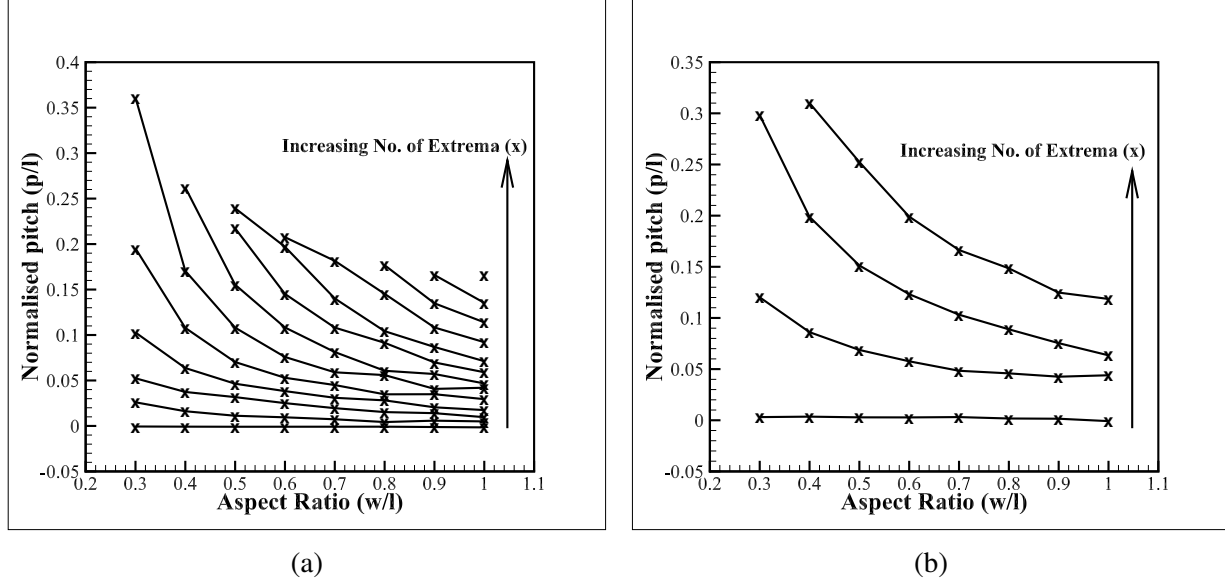 0.4
0.35
0.3
0.25
0.2
0.15
0.1
0.05
0
-0.05
Normalised pitch (p/l)
Increasing No. of Extrema (x)
0.2 0.3 0.4 0.5 0.6 0.7 0.8 0.9 1 1.1
Aspect Ratio (w/l)
(a)
0.35
0.3
0.25
0.2
0.15
0.1
0.05
0
-0.05
Normalised pitch (p/l)
Increasing No. of Extrema (x)
0.2 0.3 0.4 0.5 0.6 0.7 0.8 0.9 1 1.1
Aspect Ratio (w/l)
(b)